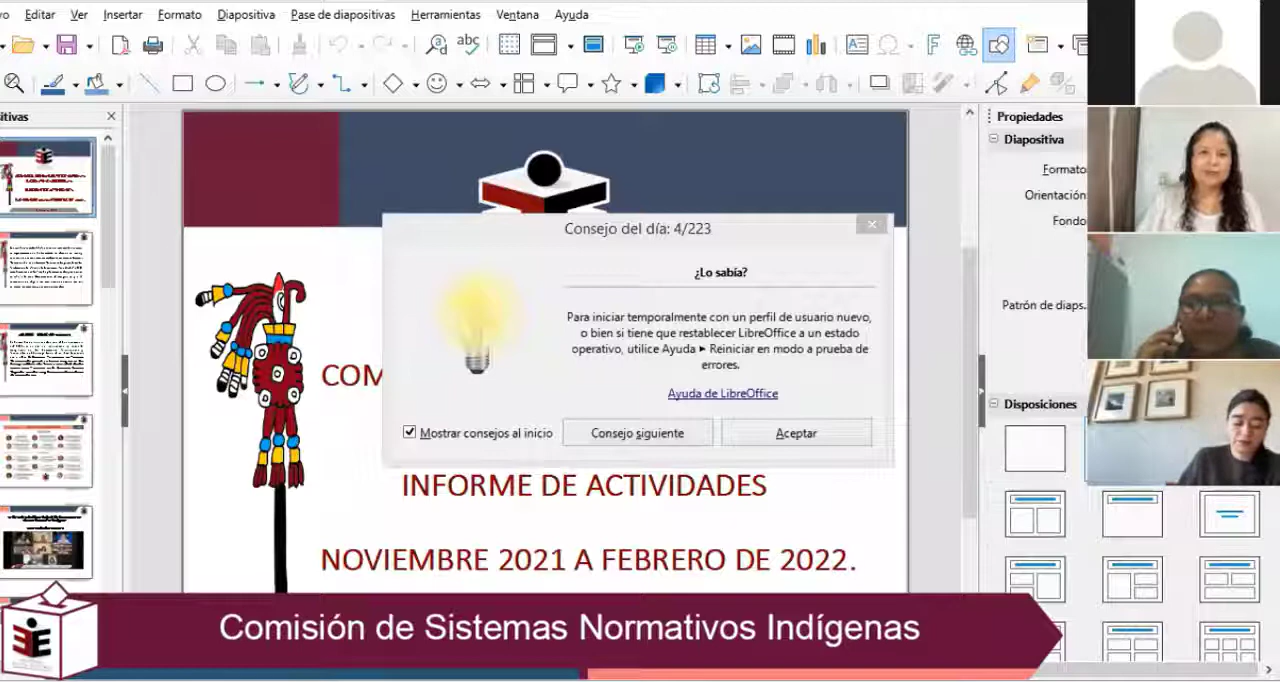 Editar Ver Insertar Formato Diapositiva Pase de diapositivas Herramientas Ventana Ayuda
Propiedades
Diapositiva
Formato
Orientación
Fondo
Patrón de diaps.
Disposiciones
Consejo del día: 4/223
¿Lo sabía?
Para iniciar temporalmente con un perfil de usuario nuevo,
o bien si tiene que restablecer LibreOffice a un estado
operativo, utilice Ayuda ▸ Reiniciar en modo a prueba de
errores.
Ayuda de LibreOffice
Mostrar consejos al inicio
Consejo siguiente
Aceptar
COM
INFORME DE ACTIVIDADES
NOVIEMBRE 2021 A FEBRERO DE 2022.
Comisión de Sistemas Normativos Indígenas